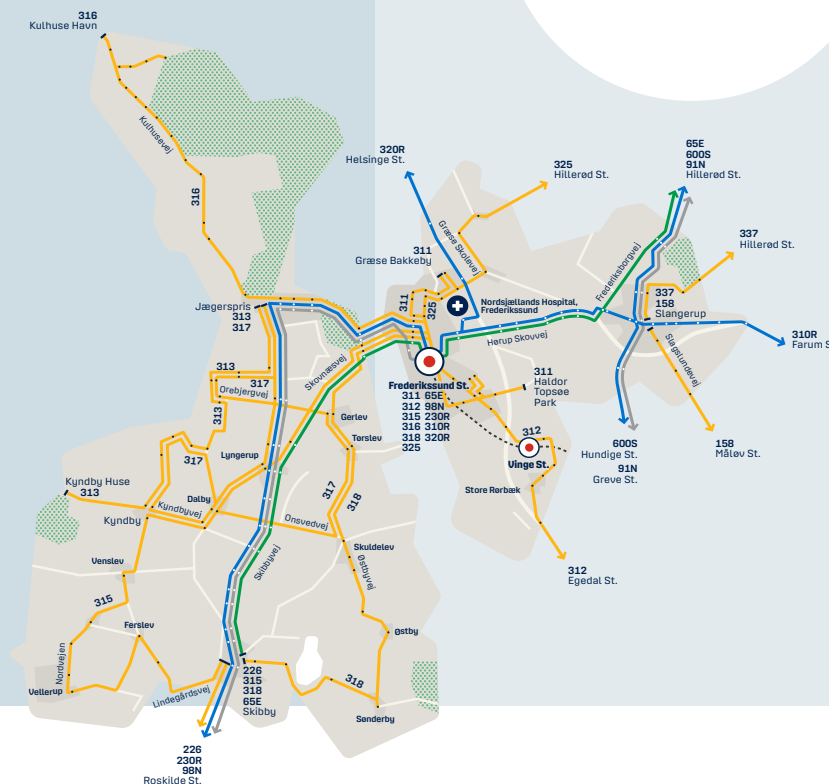 316
Kulhuse Havn
Kulhusevej
316
320R
Helsinge St.
325
Hillerød St.
65E
600S
91N
Hillerød St.
337
Hillerød St.
Græse Skolevej
311
Græse Bakkeby
Frederiksborgvej
311
325
Nordsjællands Hospital,
Frederikssund
337
158
Slangerup
Jægerspris
313
317
Hørup Skovvej
310R
Farum S
Slagslundevej
Skovnæsvej
313
317
Orebjergvej
313
Frederikssund St.
311 65E
312 98N
315 230R
316 310R
318 320R
325
311
Haldor
Topsøe
Park
Gerlev
Tørslev
312
Vinge St.
600S
Hundige St.
91N
Greve St.
158
Måløv St.
317
Lyngerup
Kyndby Huse
313
Store Rørbæk
317
318
Dalby
Kyndbyvej
Kyndby
Onsvedvej
Skuldelev
Østbyvej
Skibbyvej
Venslev
312
Egedal St.
315
Ferslev
Østby
Nordvejen
Vellerup
226
315
318
65E
Skibby
318
Lindegårdsvej
Sønderby
226
230R
98N
Roskilde St.